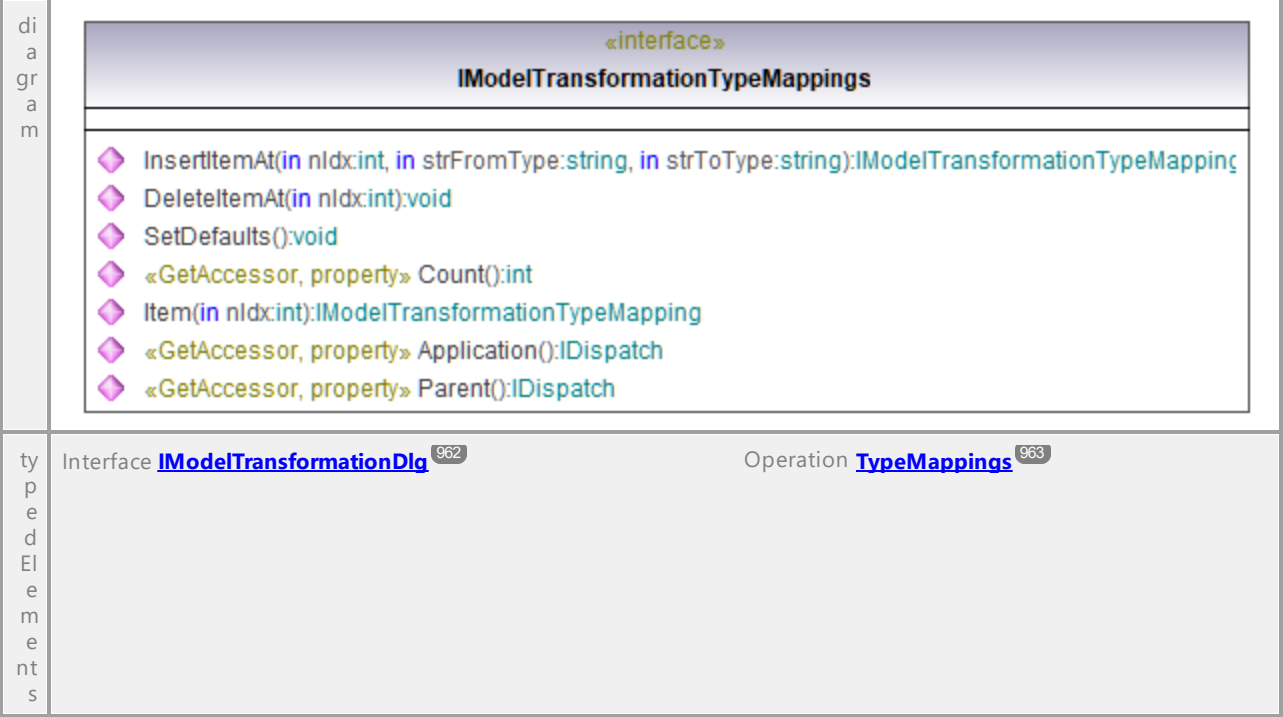 di
a
gr
a
m
«interface»
IModelTransformationTypeMappings
InsertItemAt(in nIdx:int, in strFromType:string, in strToType:string):IModelTransformationTypeMapping
DeleteItemAt(in nIdx:int):void
SetDefaults():void
«GetAccessor, property» Count():int
Item(in nIdx:int):IModelTransformationTypeMapping
«GetAccessor, property» Application():IDispatch
«GetAccessor, property» Parent():IDispatch
ty
p
e
d
El
e
m
e
nt
s
Interface IModelTransformationDlg 962
Operation TypeMappings 963